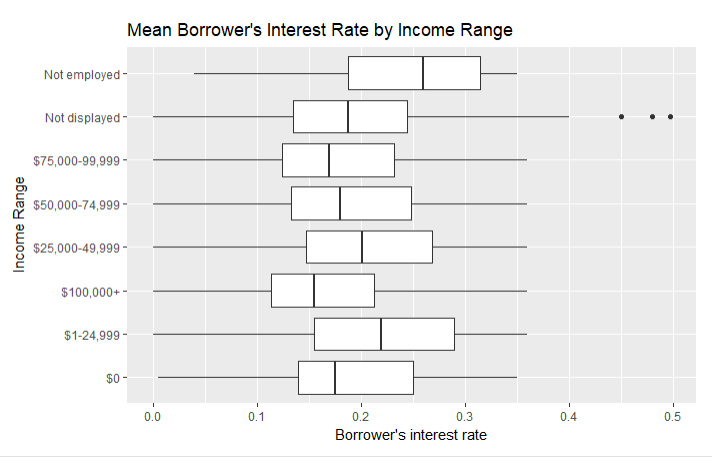 Mean Borrower's Interest Rate by Income Range
Income Range
Not employed
Not displayed
$75,000-99,999
$50,000-74,999
$25,000-49,999
$100,000+
$1-24,999
$0
0.0 0.1 0.2 0.3 0.4 0.5
Borrower's interest rate